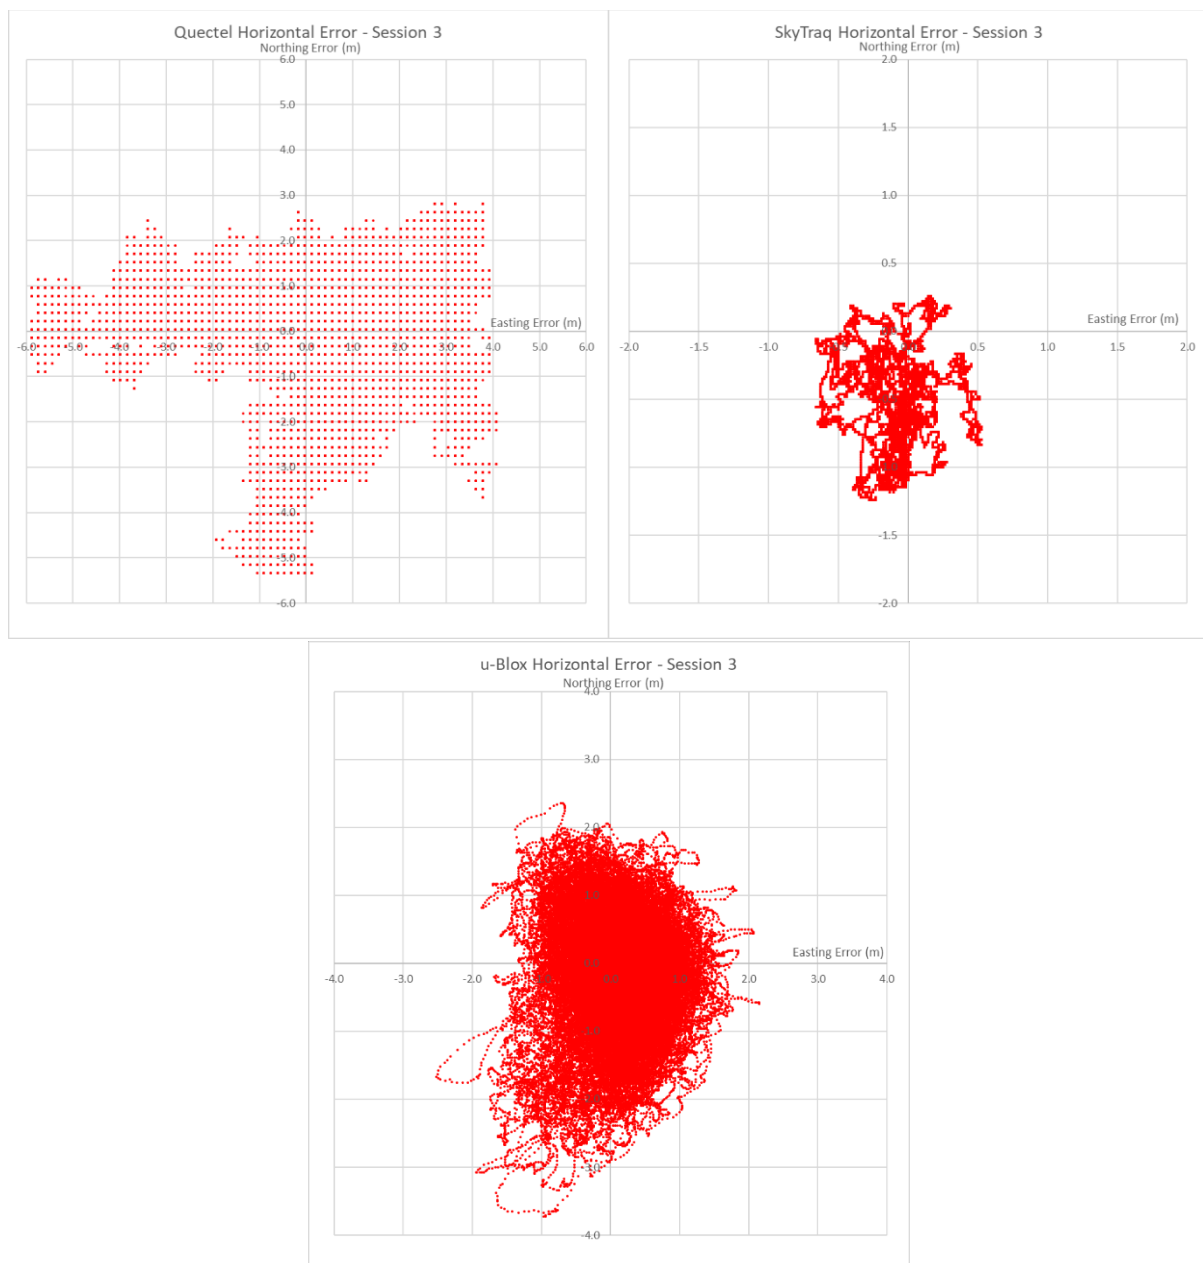 Quectel Horizontal Error - Session 3
Northing Error (m)
6.0
5.0
4.0
3.0
2.0
1.0
0.0
Easting Error (m)
-6.0 -5.0 -4.0 -3.0 -2.0 -1.0 0.0 1.0 2.0 3.0 4.0 5.0 6.0
-1.0
-2.0
-3.0
-4.0
-5.0
-6.0
SkyTraq Horizontal Error - Session 3
Northing Error (m)
2.0
1.5
1.0
0.5
Easting Error (m)
-2.0 -1.5 -1.0 0.5 1.0 1.5 2.0
-1.5
-2.0
u-Blox Horizontal Error - Session 3
Northing Error (m)
4.0
3.0
2.0
Easting Error (m)
-4.0 -3.0 -2.0 0.0 1.0 2.0 3.0 4.0
-3.0
-4.0